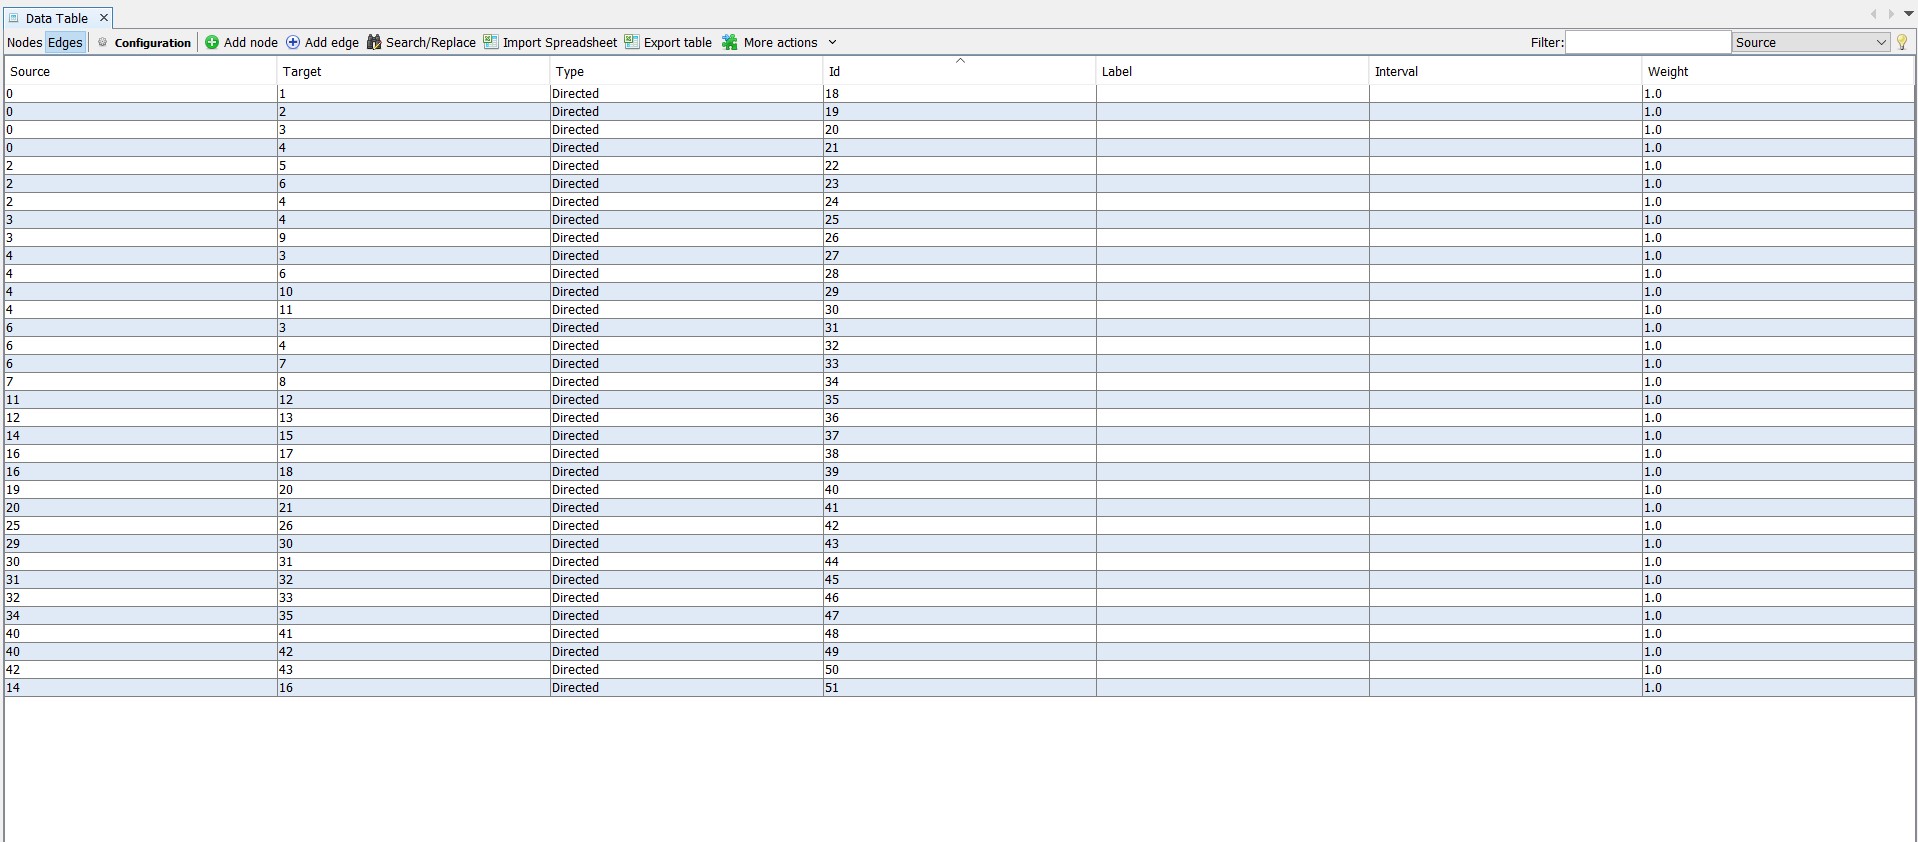 Data Table
Nodes Edges Configuration Add node Add edge Search/Replace Import Spreadsheet Export table More actions Filter: Source
Source Target Type Id Label Interval Weight
0 1 Directed 18 1.0
0 2 Directed 19 1.0
0 3 Directed 20 1.0
0 4 Directed 21 1.0
2 5 Directed 22 1.0
2 6 Directed 23 1.0
2 4 Directed 24 1.0
3 4 Directed 25 1.0
3 9 Directed 26 1.0
4 3 Directed 27 1.0
4 6 Directed 28 1.0
4 10 Directed 29 1.0
4 11 Directed 30 1.0
6 3 Directed 31 1.0
6 4 Directed 32 1.0
6 7 Directed 33 1.0
7 8 Directed 34 1.0
11 12 Directed 35 1.0
12 13 Directed 36 1.0
14 15 Directed 37 1.0
16 17 Directed 38 1.0
16 18 Directed 39 1.0
19 20 Directed 40 1.0
20 21 Directed 41 1.0
25 26 Directed 42 1.0
29 30 Directed 43 1.0
30 31 Directed 44 1.0
31 32 Directed 45 1.0
32 33 Directed 46 1.0
34 35 Directed 47 1.0
40 41 Directed 48 1.0
40 42 Directed 49 1.0
42 43 Directed 50 1.0
14 16 Directed 51 1.0